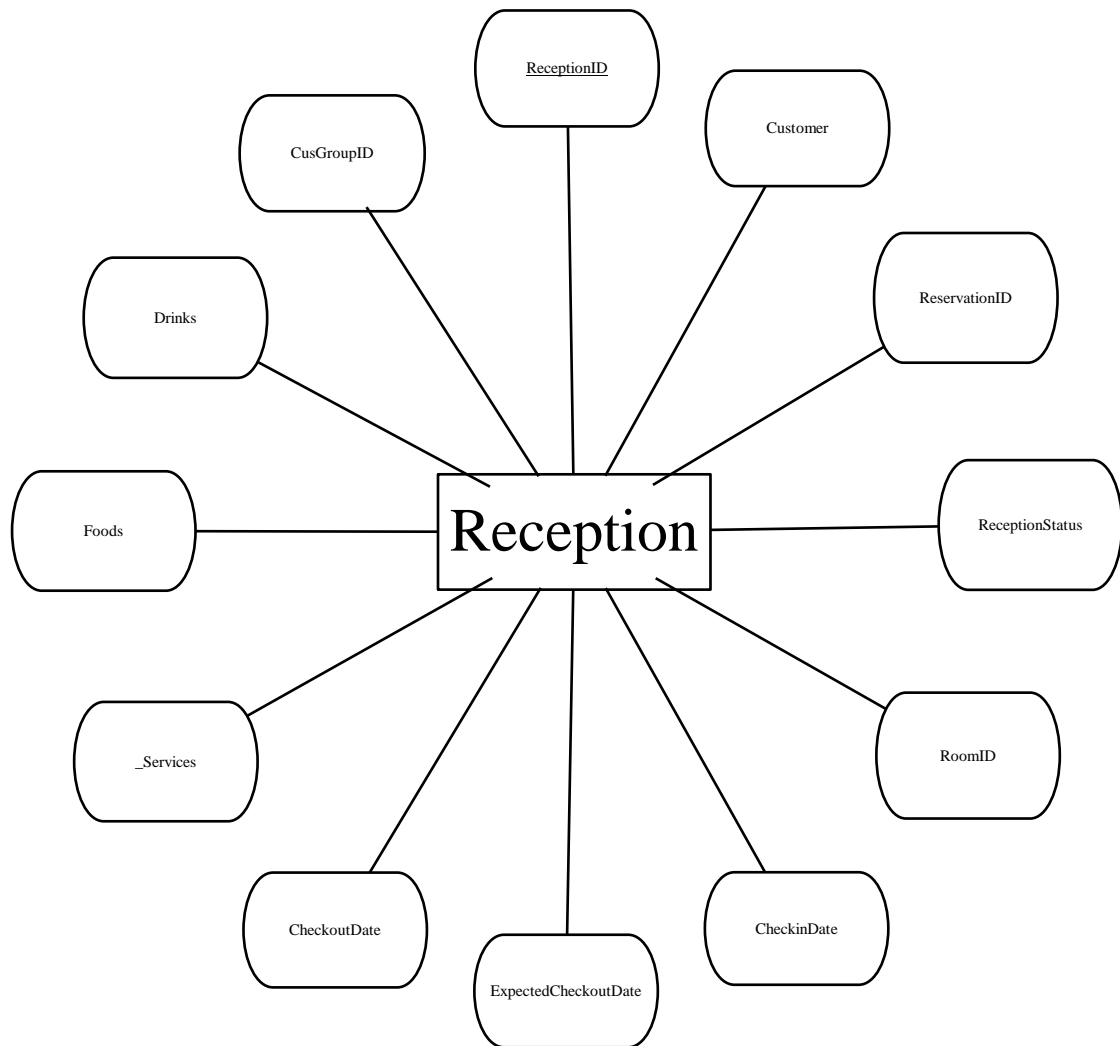 ReceptionID
Customer
CusGroupID
ReservationID
Drinks
Reception
ReceptionStatus
Foods
RoomID
_Services
CheckinDate
CheckoutDate
ExpectedCheckoutDate